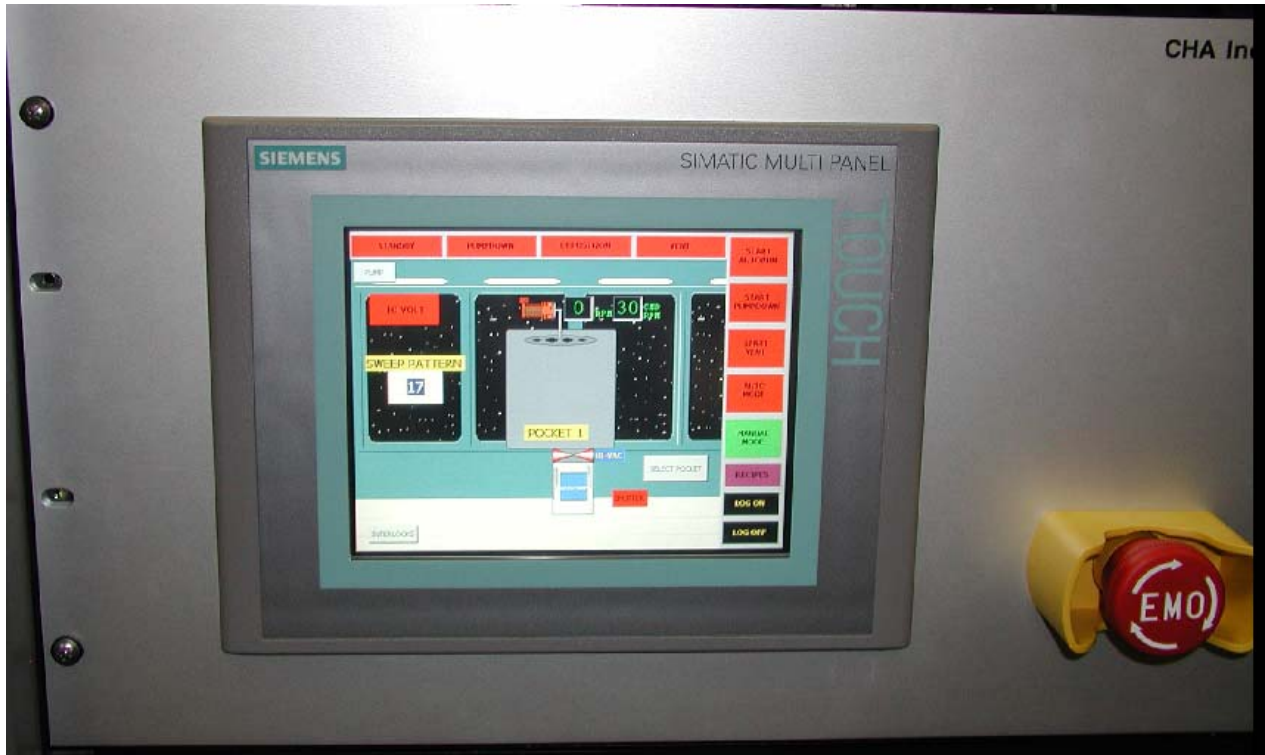 CHA In
SIEMENS
SIMATIC MULTI PANEL
TOUCH
STANDBY
PUMPDOWN
DEPOSITION
VENT
START
AUTORUN
PUMP
START
PUMPDOWN
IC VOLT
0
RPM
30
RPM
START
VENT
SWEEP PATTERN
17
AUTO
MODE
POCKET 1
MANUAL
MODE
HI-VAC
SELECT POCKET
RECIPES
SHUTTER
LOG ON
INTERLOCKS
LOG OFF
EMO